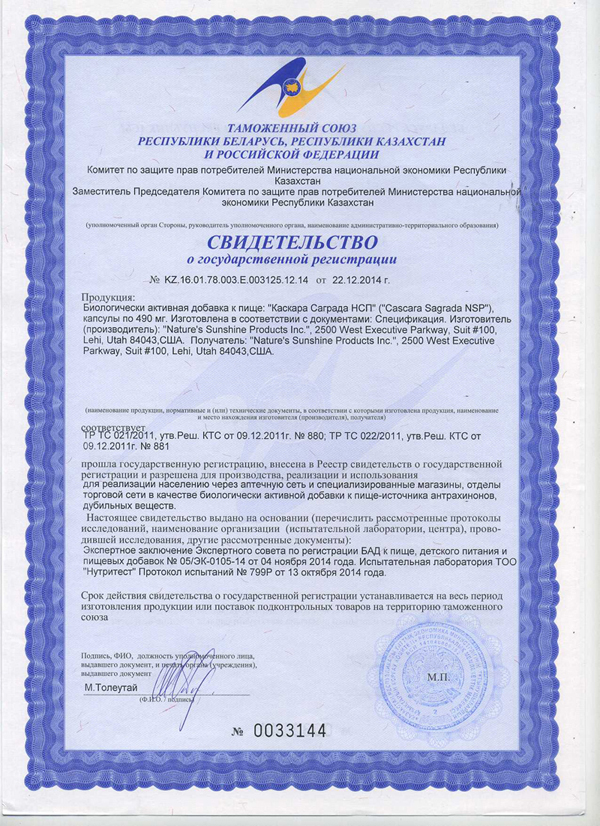 ТАМОЖЕННЫЙ СОЮЗ
РЕСПУБЛИКИ БЕЛАРУСЬ, РЕСПУБЛИКИ КАЗАХСТАН
И РОССИЙСКОЙ ФЕДЕРАЦИИ
Комитет по защите прав потребителей Министерства национальной экономики Республики
Казахстан
Заместитель Председателя Комитета по защите прав потребителей Министерства национальной
экономики Республики Казахстан
(уполномоченный орган Стороны, руководитель уполномоченного органа, наименование административно-территориального образования)
СВИДЕТЕЛЬСТВО
о государственной регистрации
№ KZ.16.01.78.003.E.003125.12.14 от 22.12.2014 г.
Продукция:
Биологически активная добавка к пище: "Каскара Саграда НСП" ("Cascara Sagrada NSP"),
капсулы по 490 мг. Изготовлена в соответствии с документами: Спецификация. Изготовитель
(производитель): "Nature's Sunshine Products Inc.", 2500 West Executive Parkway, Suit #100,
Lehi, Utah 84043,США. Получатель: "Nature's Sunshine Products Inc.", 2500 West Executive
Parkway, Suit #100, Lehi, Utah 84043,США.
(наименование продукции, нормативные и (или) технические документы, в соответствии с которыми изготовлена продукция, наименование
и место нахождения изготовителя (производителя), получателя)
соответствует
ТР ТС 021/2011, утв.Реш. КТС от 09.12.2011г. № 880; ТР ТС 022/2011, утв.Реш. КТС от
09.12.2011г. № 881
прошла государственную регистрацию, внесена в Реестр свидетельств о государственной
регистрации и разрешена для производства, реализации и использования
для реализации населению через аптечную сеть и специализированные магазины, отделы
торговой сети в качестве биологически активной добавки к пище-источника антрахинонов,
дубильных веществ.
Настоящее свидетельство выдано на основании (перечислить рассмотренные протоколы
исследований, наименование организации (испытательной лаборатории, центра), прово-
дившей исследования, другие рассмотренные документы):
Экспертное заключение Экспертного совета по регистрации БАД к пище, детского питания и
пищевых добавок № 05/ЭК-0105-14 от 04 ноября 2014 года. Испытательная лаборатория ТОО
"Нутритест" Протокол испытаний № 799Р от 13 октября 2014 года.
Срок действия свидетельства о государственной регистрации устанавливается на весь период
изготовления продукции или поставок подконтрольных товаров на территорию таможенного
союза
Подпись, ФИО, должность уполномоченного лица,
выдавшего документ, и печать органа (учреждения),
выдавшего документ
М.Толеутай
(Ф.И.О./ подпись)
М.П.
№ 0033144